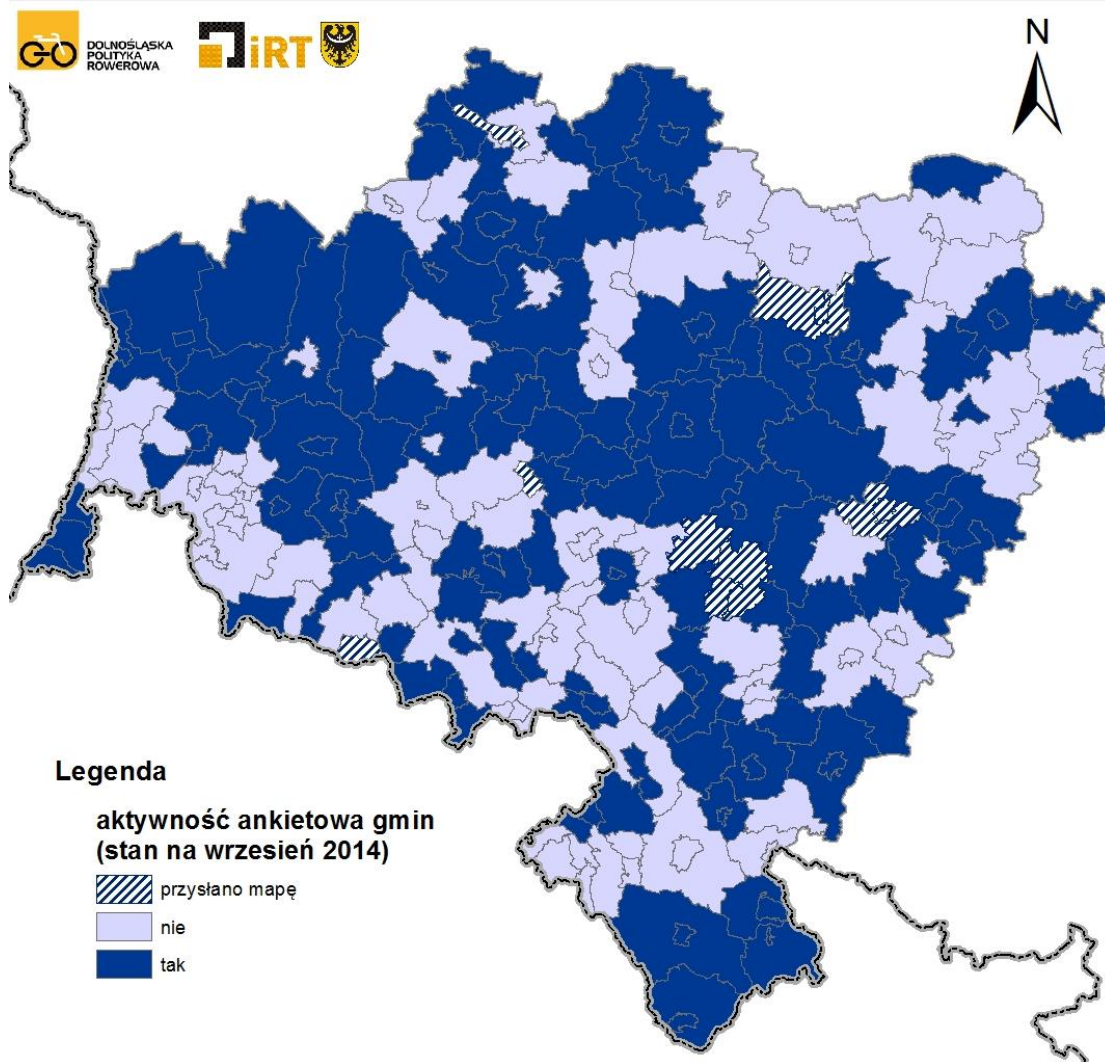 DOLNOŚLĄSKA
POLITYKA
ROWEROWA
iRT
N
Legenda
aktywność ankietowa gmin
(stan na wrzesień 2014)
przysłano mapę
nie
tak